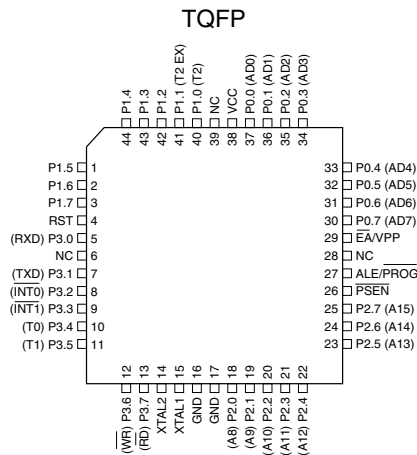 TQFP
P1.4
P1.3
P1.2
P1.1 (T2 EX)
P1.0 (T2)
NC
VCC
P0.0 (AD0)
P0.1 (AD1)
P0.2 (AD2)
P0.3 (AD3)
44
43
42
41
40
39
38
37
36
35
34
P1.5 1
P1.6 2
P1.7 3
RST 4
(RXD) P3.0 5
NC 6
(TXD) P3.1 7
(INT0) P3.2 8
(INT1) P3.3 9
(T0) P3.4 10
(T1) P3.5 11
33 P0.4 (AD4)
32 P0.5 (AD5)
31 P0.6 (AD6)
30 P0.7 (AD7)
29 EA/VPP
28 NC
27 ALE/PROG
26 PSEN
25 P2.7 (A15)
24 P2.6 (A14)
23 P2.5 (A13)
12
13
14
15
16
17
18
19
20
21
22
(WR) P3.6
(RD) P3.7
XTAL2
XTAL1
GND
GND
(A8) P2.0
(A9) P2.1
(A10) P2.2
(A11) P2.3
(A12) P2.4